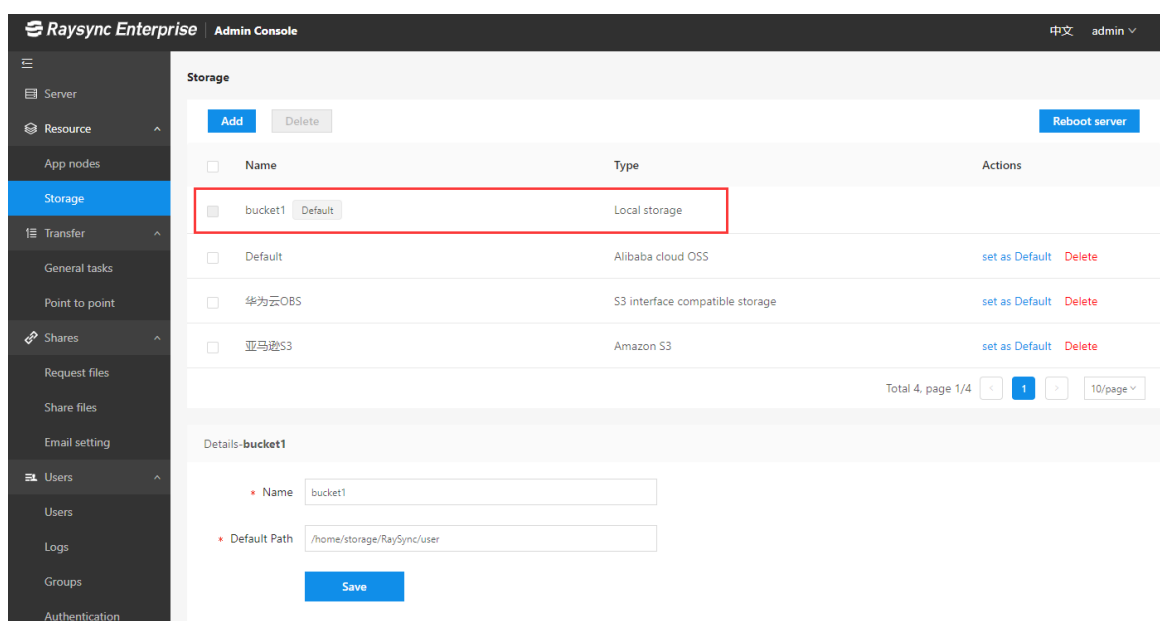 Raysync Enterprise Admin Console 中文 admin
Storage
Server
Resource
App nodes
Storage
Transfer
General tasks
Point to point
Shares
Request files
Share files
Email setting
Users
Users
Logs
Groups
Authentication
Add Delete Reboot server
Name Type Actions
bucket1 Default Local storage
Default Alibaba cloud OSS set as Default Delete
华为云OBS S3 interface compatible storage set as Default Delete
亚马逊S3 Amazon S3 set as Default Delete
Total 4, page 1/4 < 1 > 10/page
Details-bucket1
* Name bucket1
* Default Path /home/storage/RaySync/user
Save